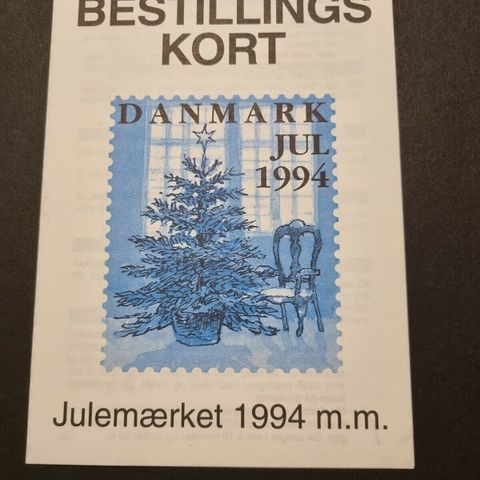 BESTILLINGS
KORT
DANMARK
JUL
1994
Julemærket 1994 m.m.